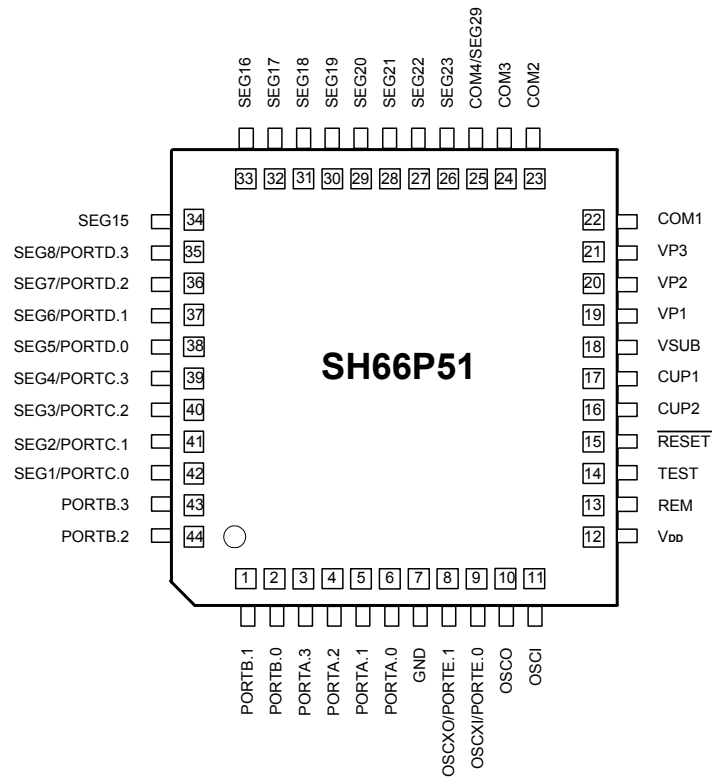 SEG16
SEG17
SEG18
SEG19
SEG20
SEG21
SEG22
SEG23
COM4/SEG29
COM3
COM2
33
32
31
30
29
28
27
26
25
24
23
SEG15
34
SEG8/PORTD.3
35
SEG7/PORTD.2
36
SEG6/PORTD.1
37
SEG5/PORTD.0
38
SEG4/PORTC.3
39
SEG3/PORTC.2
40
SEG2/PORTC.1
41
SEG1/PORTC.0
42
PORTB.3
43
PORTB.2
44
SH66P51
22
COM1
21
VP3
20
VP2
19
VP1
18
VSUB
17
CUP1
16
CUP2
15
RESET
14
TEST
13
REM
12
VDD
1
2
3
4
5
6
7
8
9
10
11
PORTB.1
PORTB.0
PORTA.3
PORTA.2
PORTA.1
PORTA.0
GND
OSCXO/PORTE.1
OSCXI/PORTE.0
OSCO
OSCI